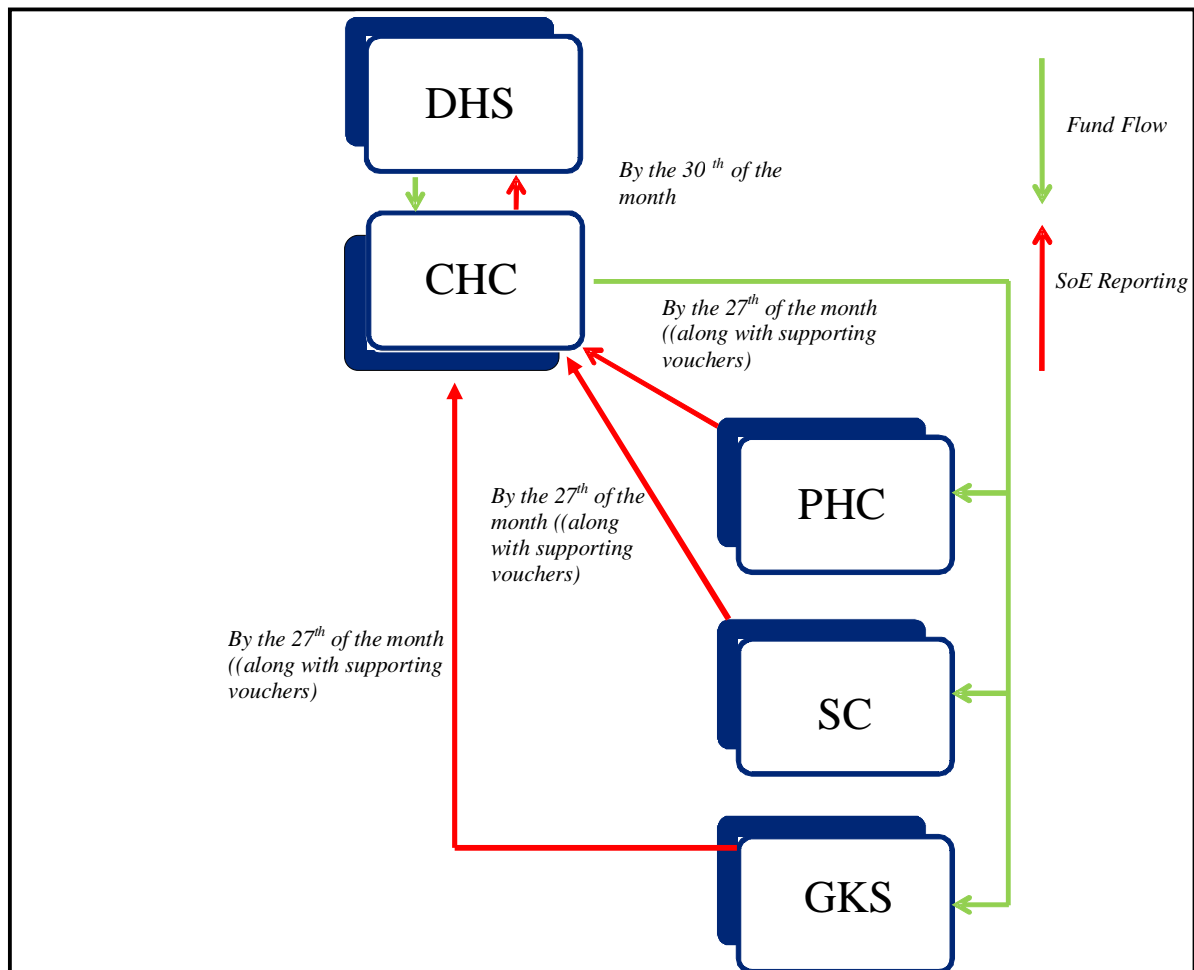 DHS
Fund Flow
By the 30 th of the
month
CHC
SoE Reporting
By the 27th of the month
((along with supporting
vouchers)
PHC
By the 27th of the
month ((along
with supporting
vouchers)
SC
By the 27th of the month
((along with supporting
vouchers)
GKS